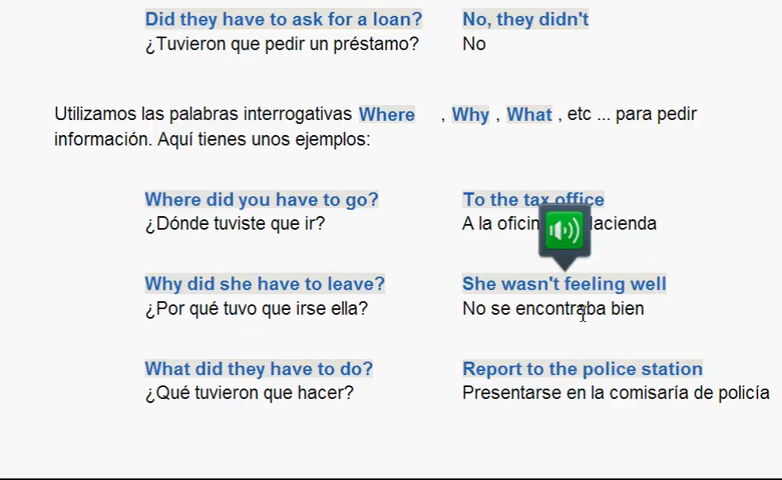 Did they have to ask for a loan? No, they didn't
¿Tuvieron que pedir un préstamo? No
Utilizamos las palabras interrogativas Where , Why , What , etc ... para pedir
información. Aquí tienes unos ejemplos:
Where did you have to go? To the tax office
¿Dónde tuviste que ir? A la acienda
Why did she have to leave? She wasn't feeling well
¿Por qué tuvo que irse ella? No se encontraba bien
What did they have to do? Report to the police station
¿Qué tuvieron que hacer? Presentarse en la comisaría de policía